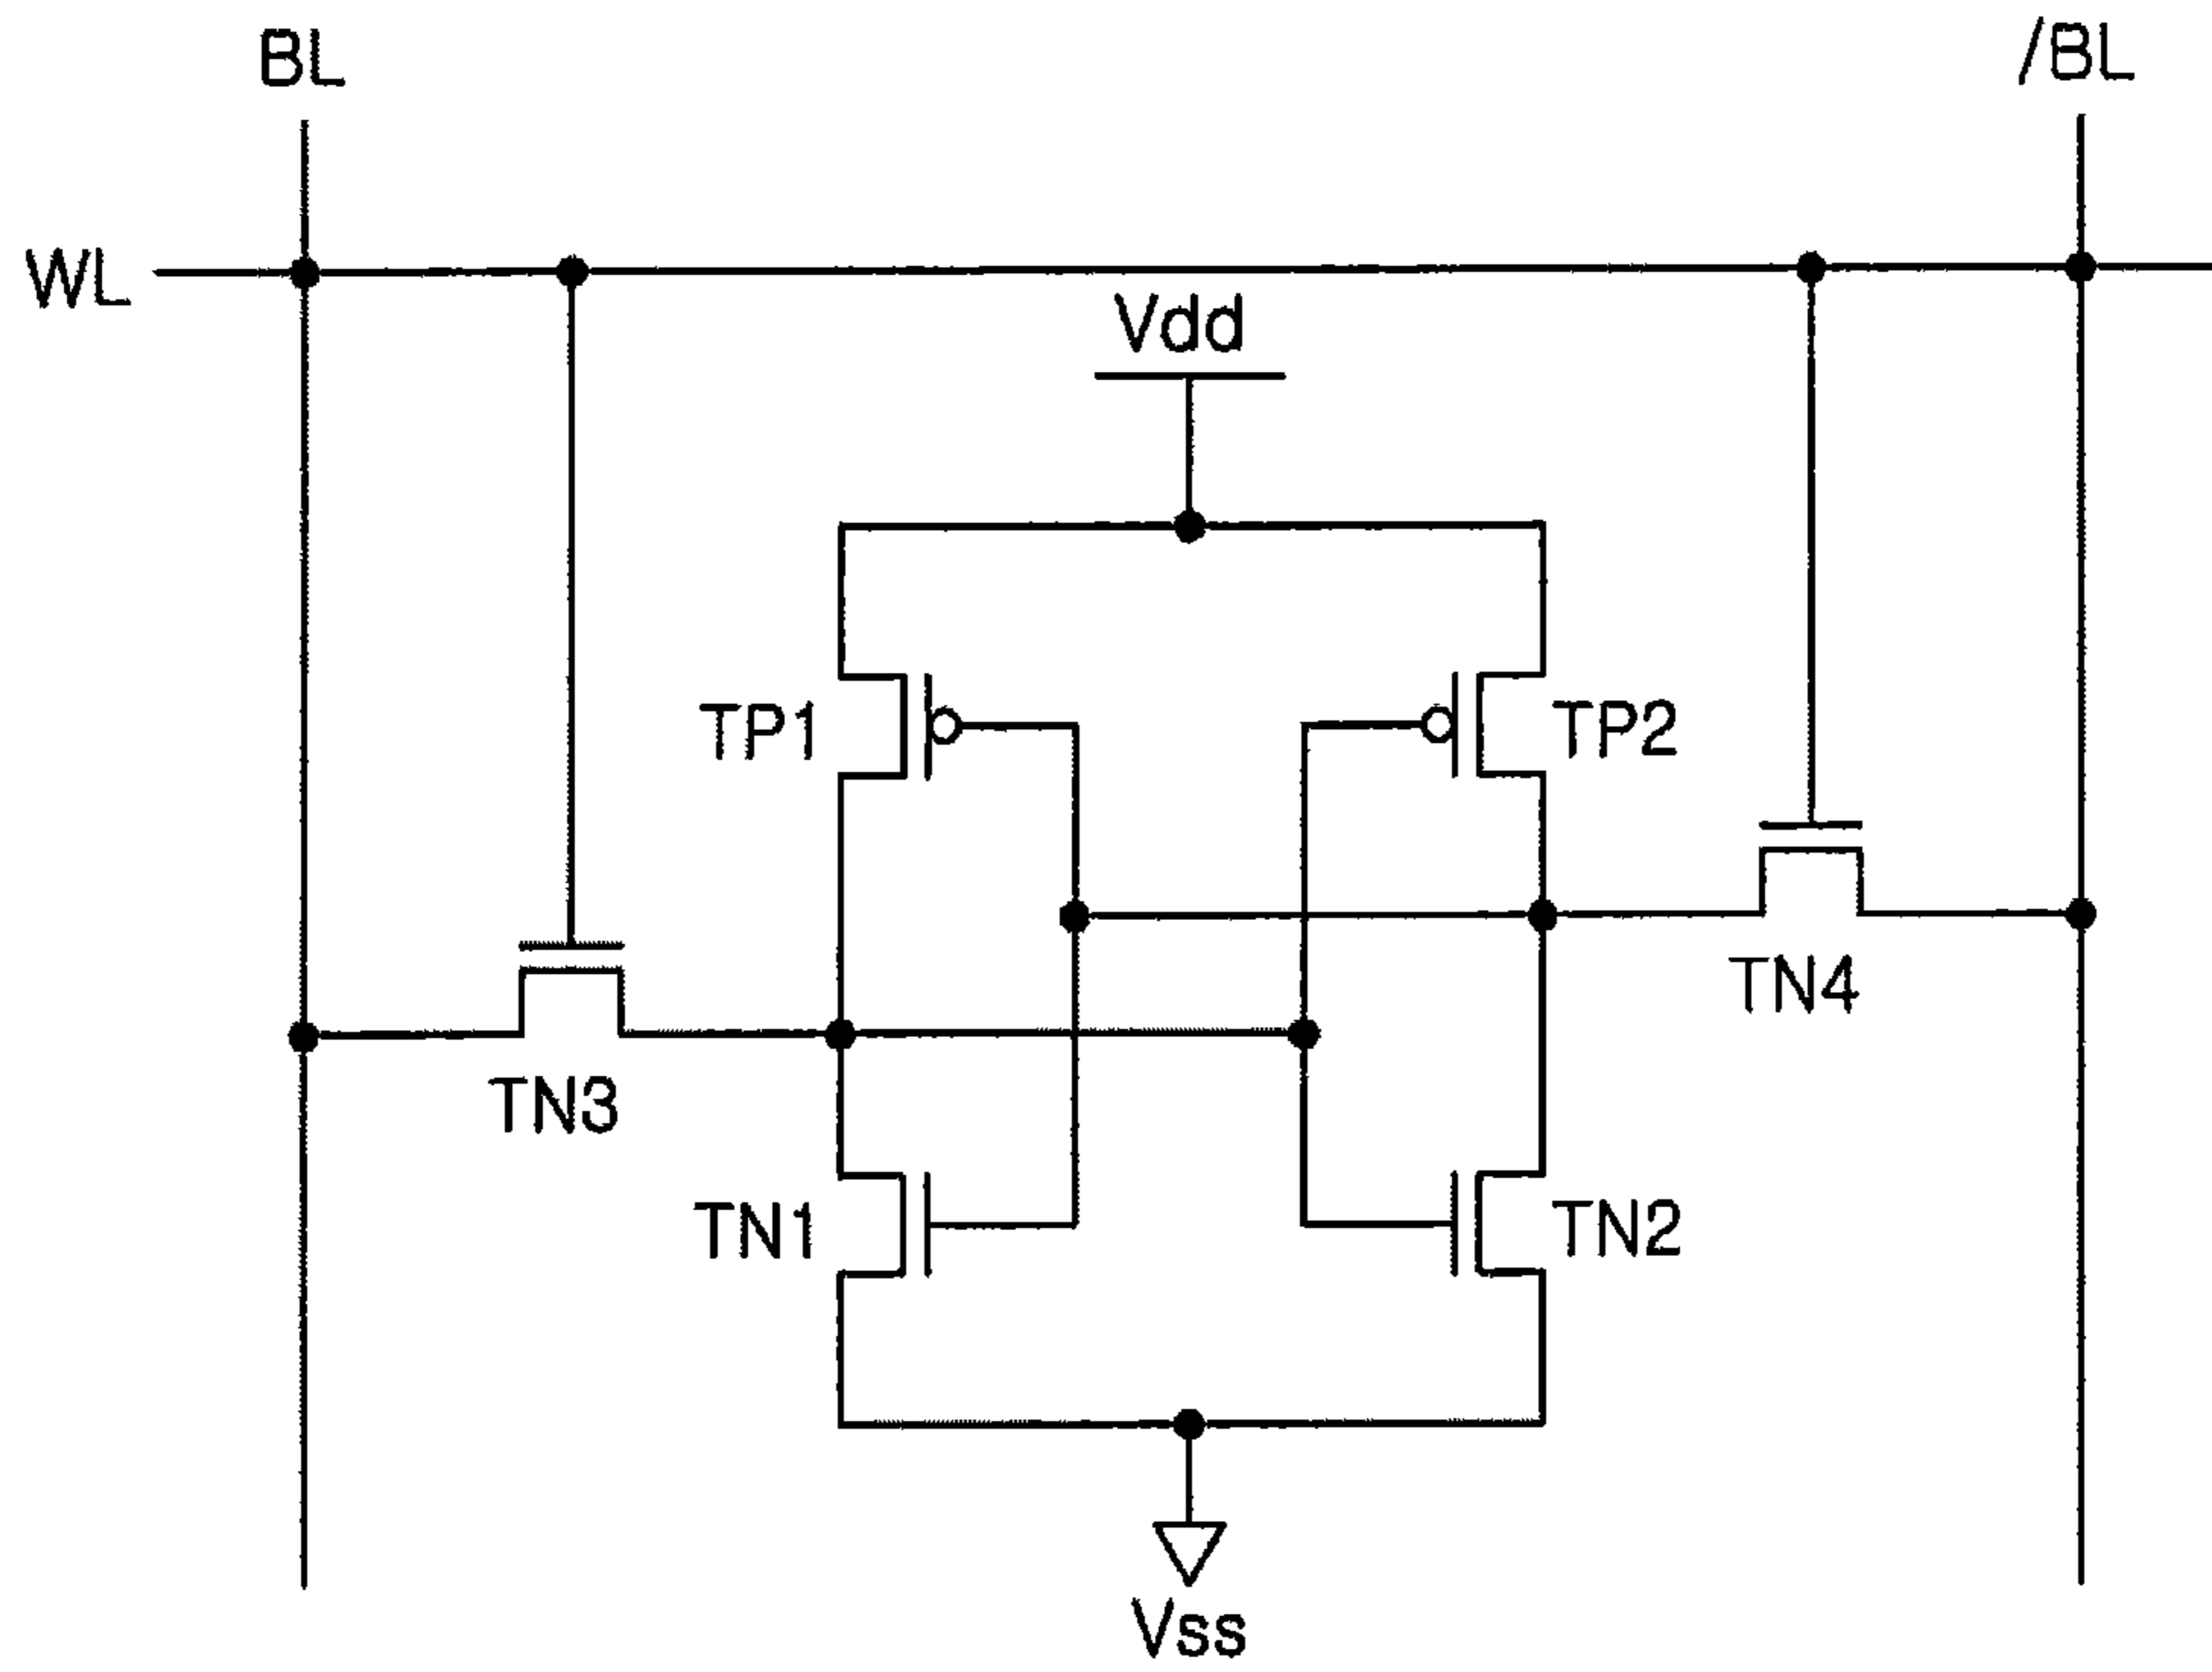 BL
/BL
WL
Vdd
TP1
TP2
TN4
TN3
TN1
TN2
Vss